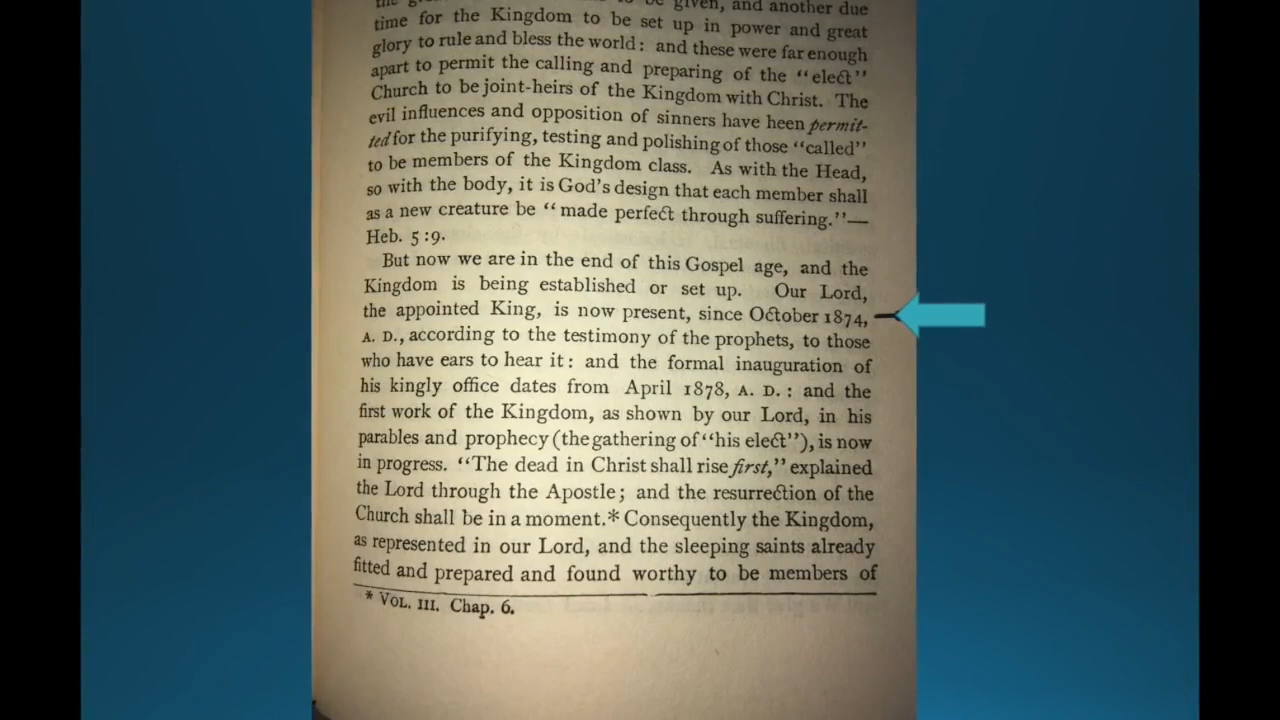 be given, and another due
time for the Kingdom to be set up in power and great
glory to rule and bless the world: and these were far enough
apart to permit the calling and preparing of the "elect"
Church to be joint-heirs of the Kingdom with Christ. The
evil influences and opposition of sinners have heen permit-
ted for the purifying, testing and polishing of those "called"
to be members of the Kingdom class. As with the Head,
so with the body, it is God's design that each member shall
as a new creature be "made perfect through suffering."—
Heb. 5:9.
But now we are in the end of this Gospel age, and the
Kingdom is being established or set up. Our Lord,
the appointed King, is now present, since October 1874,
A. D., according to the testimony of the prophets, to those
who have ears to hear it: and the formal inauguration of
his kingly office dates from April 1878, A. D.: and the
first work of the Kingdom, as shown by our Lord, in his
parables and prophecy (the gathering of "his elect"), is now
in progress. "The dead in Christ shall rise first," explained
the Lord through the Apostle; and the resurrection of the
Church shall be in a moment.* Consequently the Kingdom,
as represented in our Lord, and the sleeping saints already
fitted and prepared and found worthy to be members of
* VOL. III. Chap. 6.